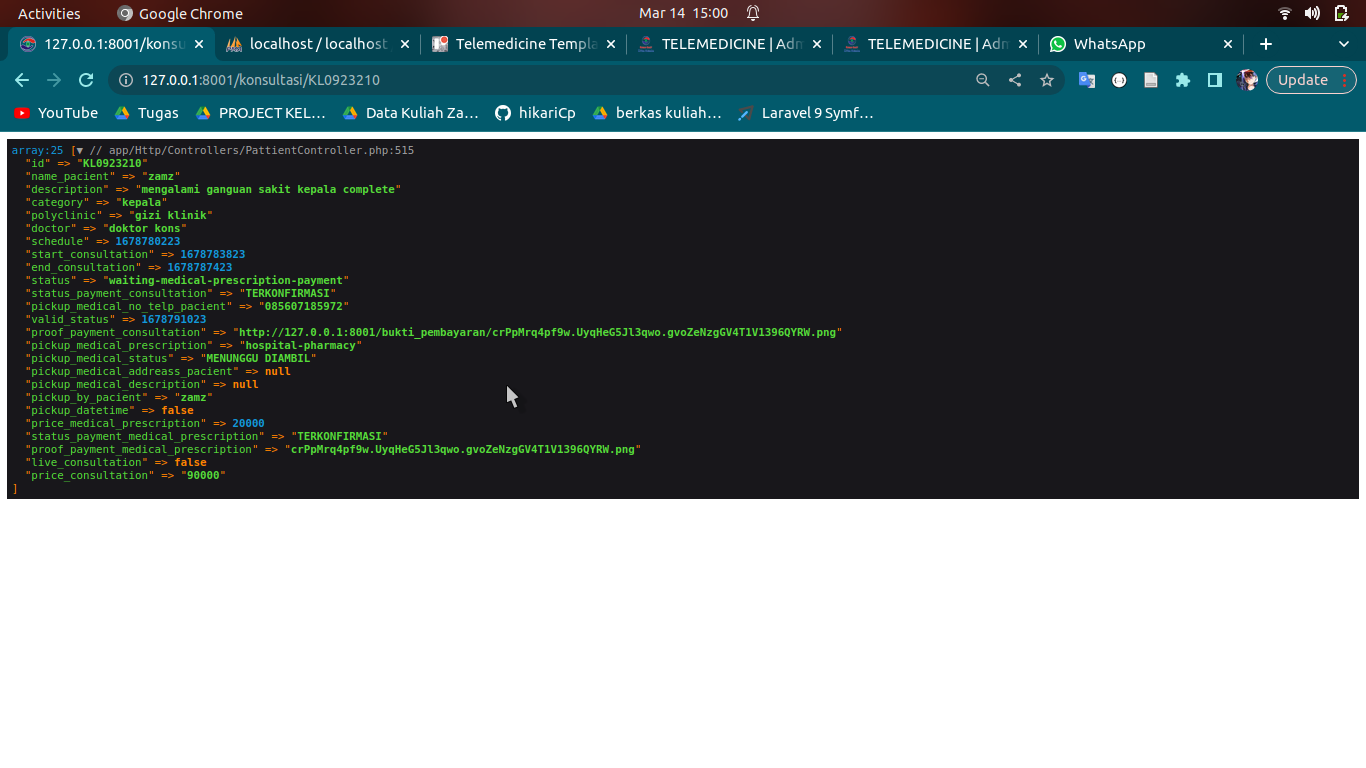 Activities
Google Chrome
Mar 14 15:00
127.0.0.1:8001/konsu
localhost / localhost
Telemedicine Templa
TELEMEDICINE | Adm
TELEMEDICINE | Adm
WhatsApp
127.0.0.1:8001/konsultasi/KL0923210
Update
YouTube
Tugas
PROJECT KEL...
Data Kuliah Za...
hikariCp
berkas kuliah...
Laravel 9 Symf...
array:25 [▼ // app/Http/Controllers/PattientController.php:515
"id" => "KL0923210"
"name_pacient" => "zamz"
"description" => "mengalami ganguan sakit kepala complete"
"category" => "kepala"
"polyclinic" => "gizi klinik"
"doctor" => "doktor kons"
"schedule" => 1678780223
"start_consultation" => 1678783823
"end_consultation" => 1678787423
"status" => "waiting-medical-prescription-payment"
"status_payment_consultation" => "TERKONFIRMASI"
"pickup_medical_no_telp_pacient" => "085607185972"
"valid_status" => 1678791023
"proof_payment_consultation" => "http://127.0.0.1:8001/bukti_pembayaran/crPpMrq4pf9w.UyqHeG5Jl3qwo.gvoZeNzgGV4T1V1396QYRW.png"
"pickup_medical_prescription" => "hospital-pharmacy"
"pickup_medical_status" => "MENUNGGU DIAMBIL"
"pickup_medical_addreass_pacient" => null
"pickup_medical_description" => null
"pickup_by_pacient" => "zamz"
"pickup_datetime" => false
"price_medical_prescription" => 20000
"status_payment_medical_prescription" => "TERKONFIRMASI"
"proof_payment_medical_prescription" => "crPpMrq4pf9w.UyqHeG5Jl3qwo.gvoZeNzgGV4T1V1396QYRW.png"
"live_consultation" => false
"price_consultation" => "90000"
]